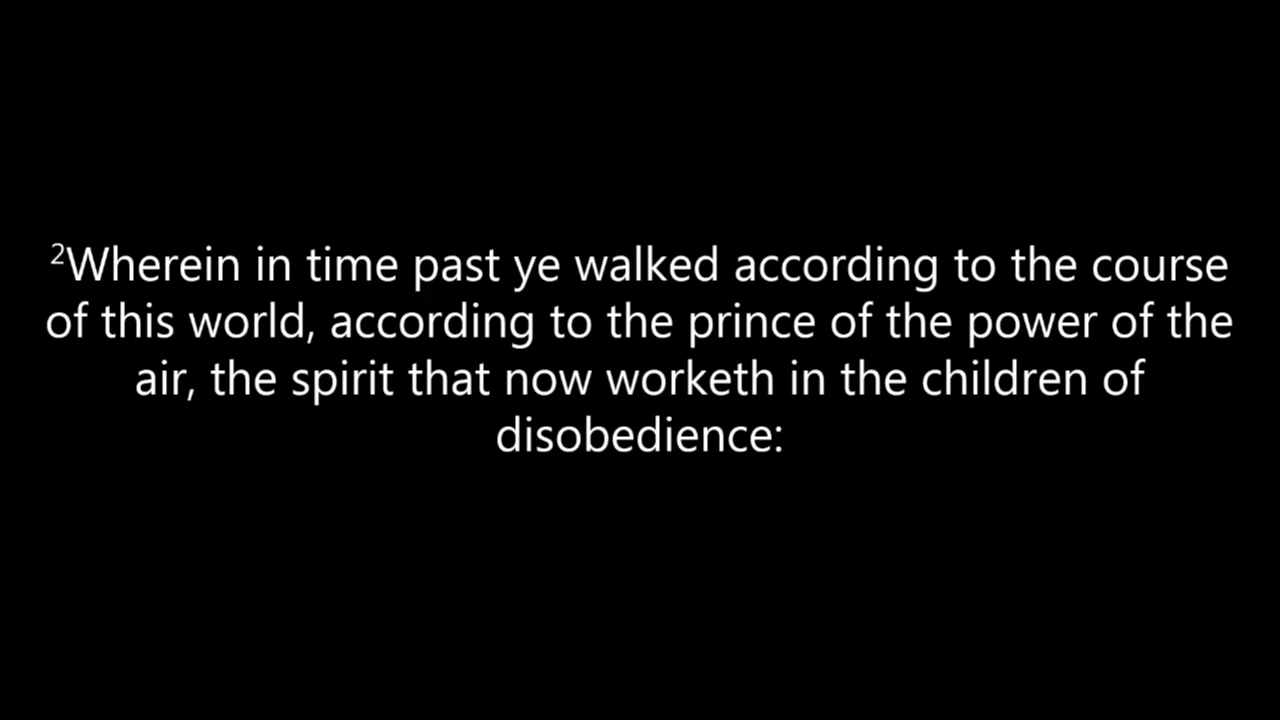 ²Wherein in time past ye walked according to the course
of this world, according to the prince of the power of the
air, the spirit that now worketh in the children of
disobedience: